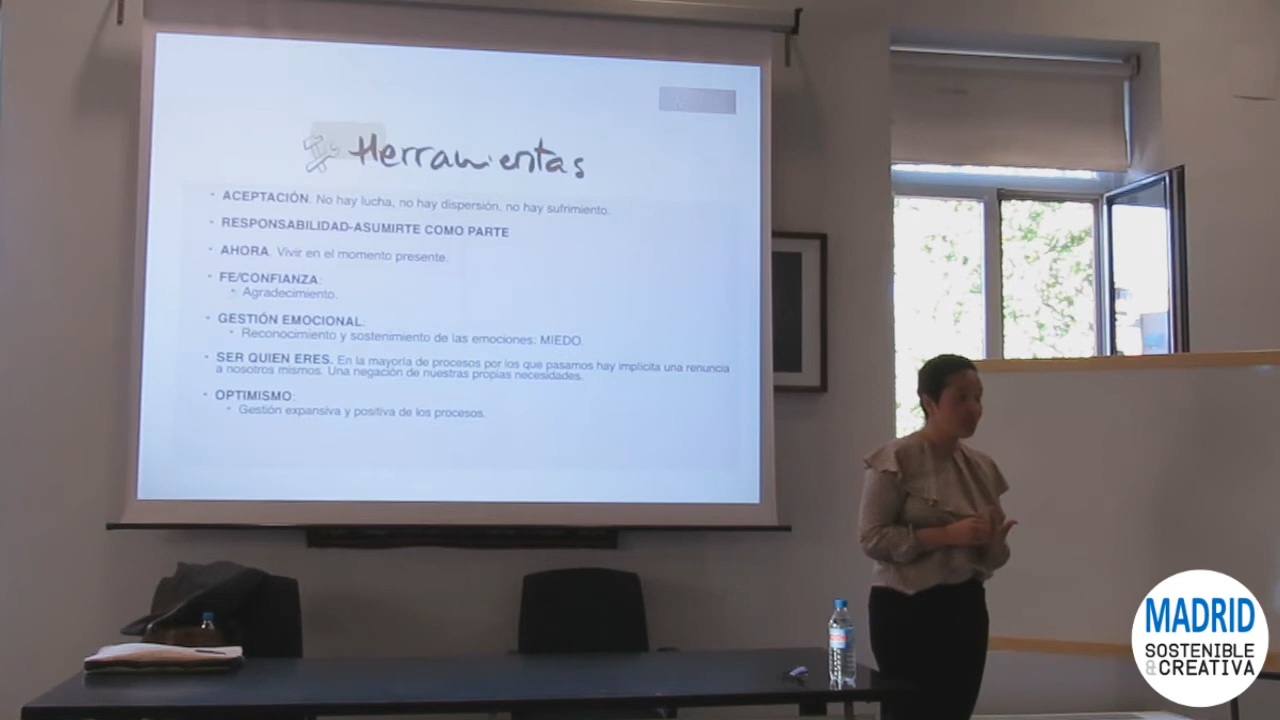 Herramientas
• ACEPTACIÓN. No hay lucha, no hay dispersión, no hay sufrimiento.
• RESPONSABILIDAD-ASUMIRTE COMO PARTE
• AHORA. Vivir en el momento presente.
• FE/CONFIANZA:
• Agradecimiento.
• GESTIÓN EMOCIONAL:
• Reconocimiento y sostenimiento de las emociones: MIEDO.
• SER QUIEN ERES. En la mayoría de procesos por los que pasamos hay implícita una renuncia
a nosotros mismos. Una negación de nuestras propias necesidades.
• OPTIMISMO:
• Gestión expansiva y positiva de los procesos.
MADRID
SOSTENIBLE
&CREATIVA